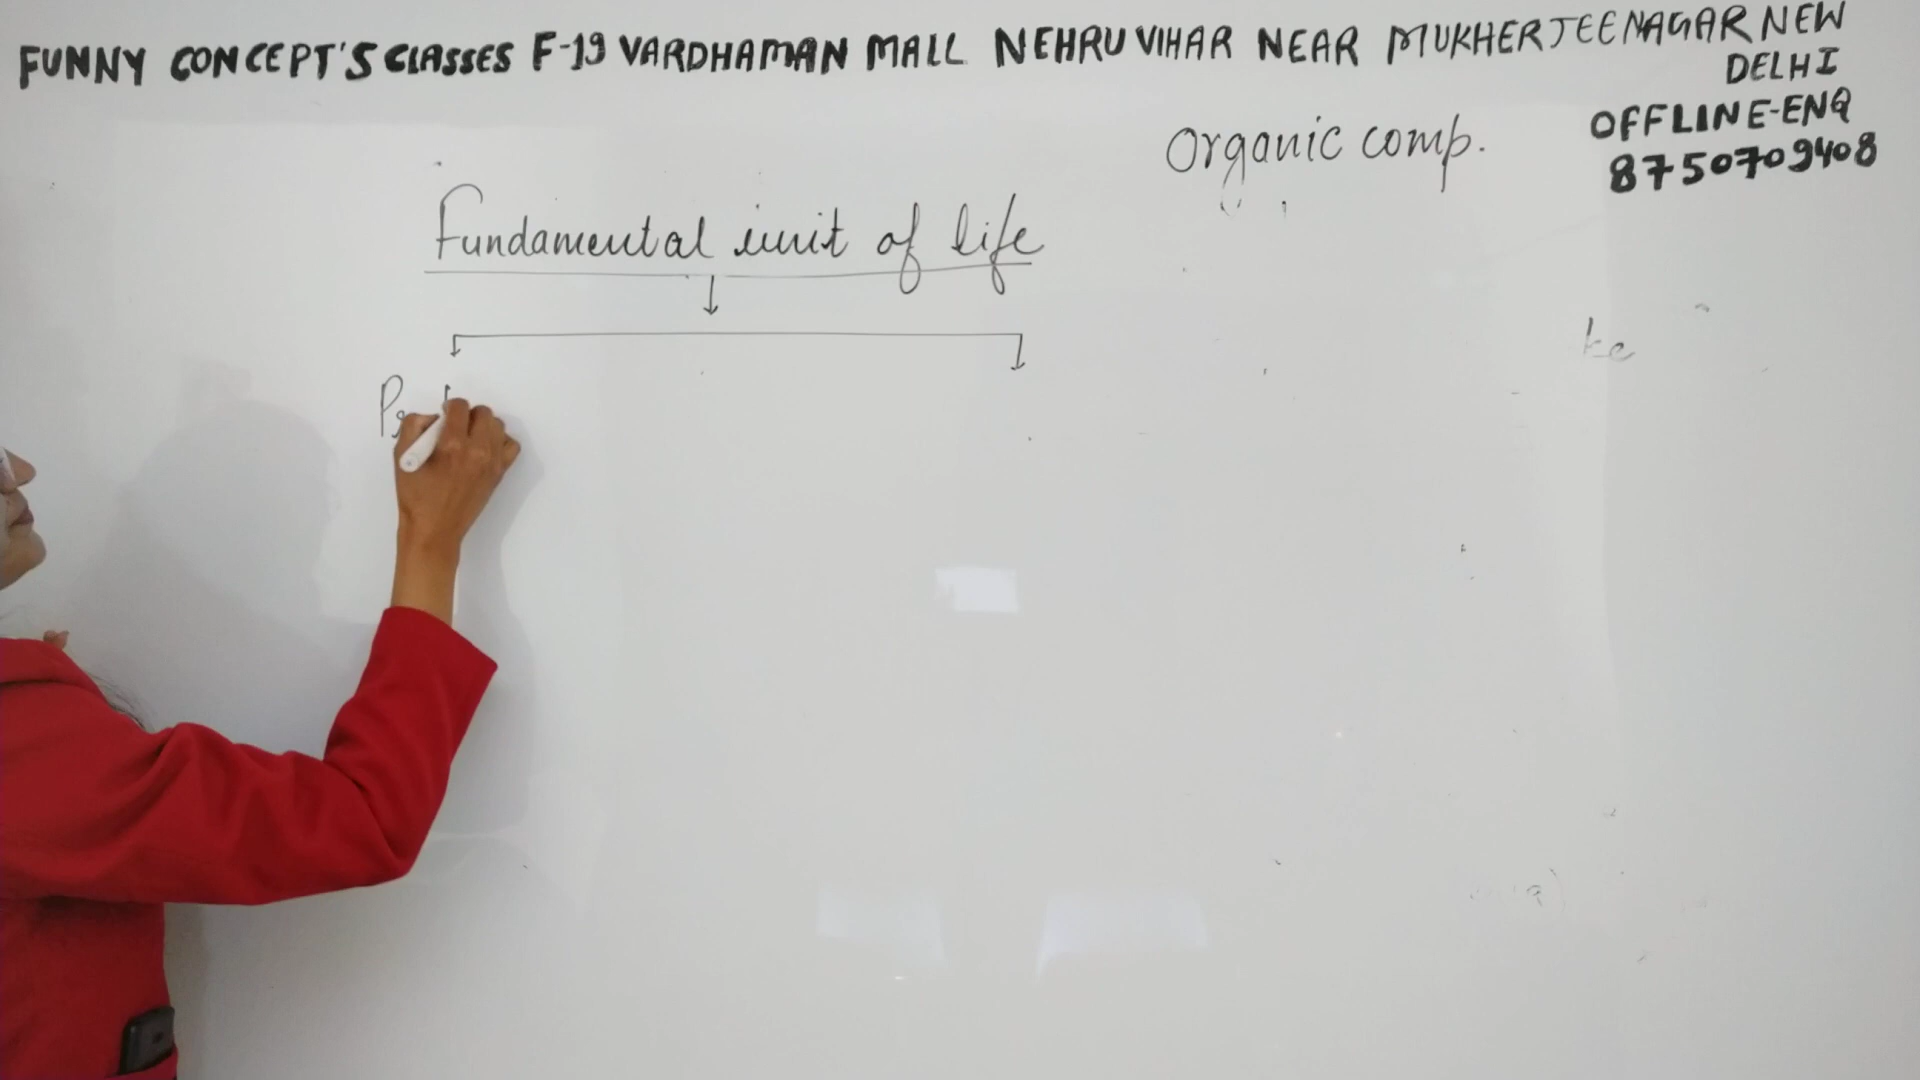 FUNNY CONCEPT'S CLASSES F-19 VARDHAMAN MALL NEHRU VIHAR NEAR MUKHERJEENAGAR NEW
DELHI
OFFLINE-ENQ
8750709408
Organic comp.
Fundamental unit of life
ke